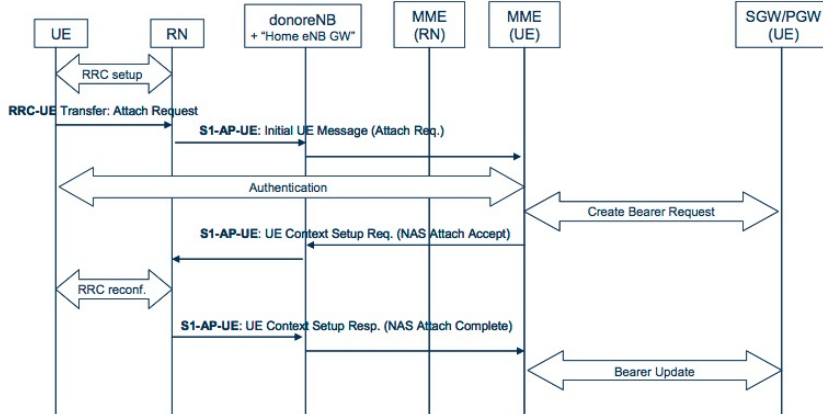 UE
RN
donoreNB
+ “Home eNB GW”
MME
(RN)
MME
(UE)
SGW/PGW
(UE)
RRC setup
RRC-UE Transfer: Attach Request
S1-AP-UE: Initial UE Message (Attach Req.)
Authentication
Create Bearer Request
S1-AP-UE: UE Context Setup Req. (NAS Attach Accept)
RRC reconf.
S1-AP-UE: UE Context Setup Resp. (NAS Attach Complete)
Bearer Update